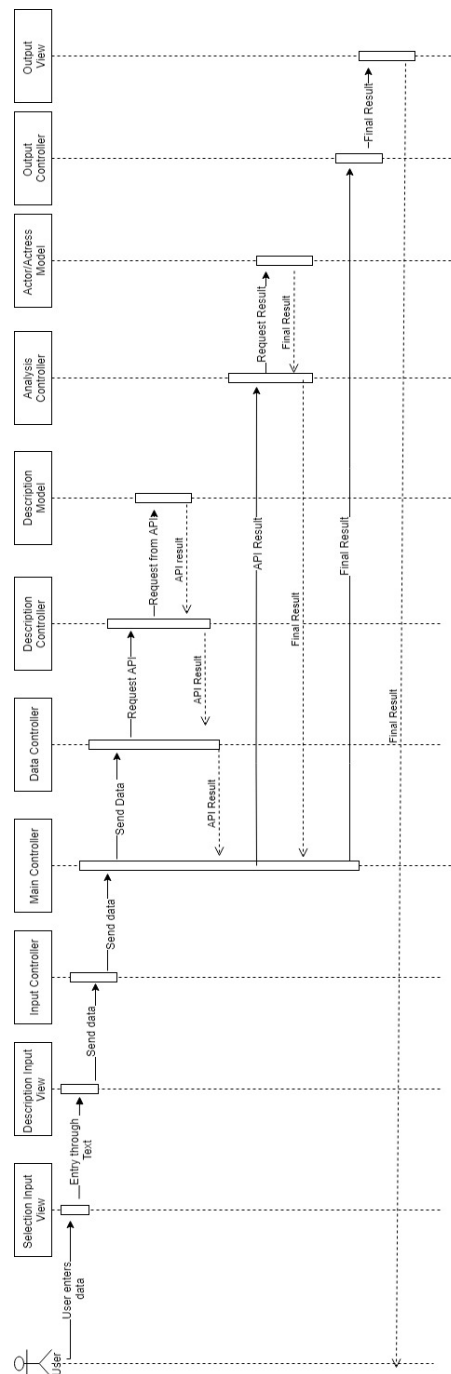 User
Selection Input
View
Description Input
View
Input Controller
Main Controller
Data Controller
Description
Controller
Description
Model
Analysis
Controller
Actor/Actress
Model
Output
Controller
Output
View
User enters
data
Entry through
Text
Send data
Send data
Send Data
Request API
Request from API
API result
API Result
API Result
API Result
Request Result
Final Result
Final Result
Final Result
Final Result
Final Result